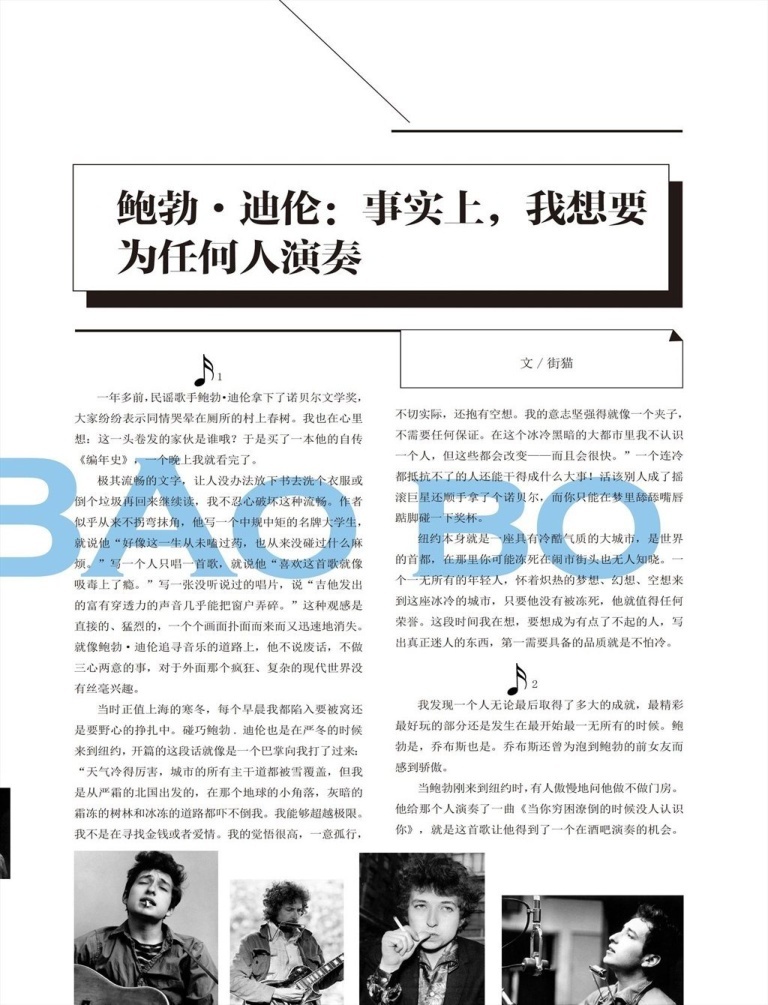 鲍勃·迪伦：事实上，我想要
为任何人演奏
文 / 街猫
1
一年多前，民谣歌手鲍勃·迪伦拿下了诺贝尔文学奖，
大家纷纷表示同情哭晕在厕所的村上春树。我也在心里
想：这一头卷发的家伙是谁哦？于是买了一本他的自传
《编年史》，一个晚上我就看完了。
极其流畅的文字，让人没办法放下书去洗个衣服或
倒个垃圾再回来继续读，我不忍心破坏这种流畅。作者
似乎从来不拐弯抹角，他写一个中规中矩的名牌大学生，
就说他“好像这一生从未嗑过药，也从来没碰过什么麻
烦。”写一个人只唱一首歌，就说他“喜欢这首歌就像
吸毒上了瘾。”写一张没听说过的唱片，说“吉他发出
的富有穿透力的声音几乎能把窗户弄碎。”这种观感是
直接的、猛烈的，一个个画面扑面而来而又迅速地消失。
就像鲍勃·迪伦追寻音乐的道路上，他不说废话，不做
三心两意的事，对于外面那个疯狂、复杂的现代世界没
有丝毫兴趣。
当时正值上海的寒冬，每个早晨我都陷入要被窝还
是要野心的挣扎中。碰巧鲍勃．迪伦也是在严冬的时候
来到纽约，开篇的这段话就像是一个巴掌向我打了过来：
“天气冷得厉害，城市的所有主干道都被雪覆盖，但我
是从严霜的北国出发的，在那个地球的小角落，灰暗的
霜冻的树林和冰冻的道路都吓不倒我。我能够超越极限。
我不是在寻找金钱或者爱情。我的觉悟很高，一意孤行，
不切实际，还抱有空想。我的意志坚强得就像一个夹子，
不需要任何保证。在这个冰冷黑暗的大都市里我不认识
一个人，但这些都会改变——而且会很快。”一个连冷
都抵抗不了的人还能干得成什么大事！活该别人成了摇
滚巨星还顺手拿了个诺贝尔，而你只能在梦里舔舔嘴唇
踮脚碰一下奖杯。
纽约本身就是一座具有冷酷气质的大城市，是世界
的首都，在那里你可能冻死在闹市街头也无人知晓。一
个一无所有的年轻人，怀着炽热的梦想、幻想、空想来
到这座冰冷的城市，只要他没有被冻死，他就值得任何
荣誉。这段时间我在想，要想成为有点了不起的人，写
出真正迷人的东西，第一需要具备的品质就是不怕冷。
2
我发现一个人无论最后取得了多大的成就，最精彩
最好玩的部分还是发生在最开始最一无所有的时候。鲍
勃是，乔布斯也是。乔布斯还曾为泡到鲍勃的前女友而
感到骄傲。
当鲍勃刚来到纽约时，有人傲慢地问他做不做门房。
他给那个人演奏了一曲《当你穷困潦倒的时候没人认识
你》，就是这首歌让他得到了一个在酒吧演奏的机会。
BAO BO